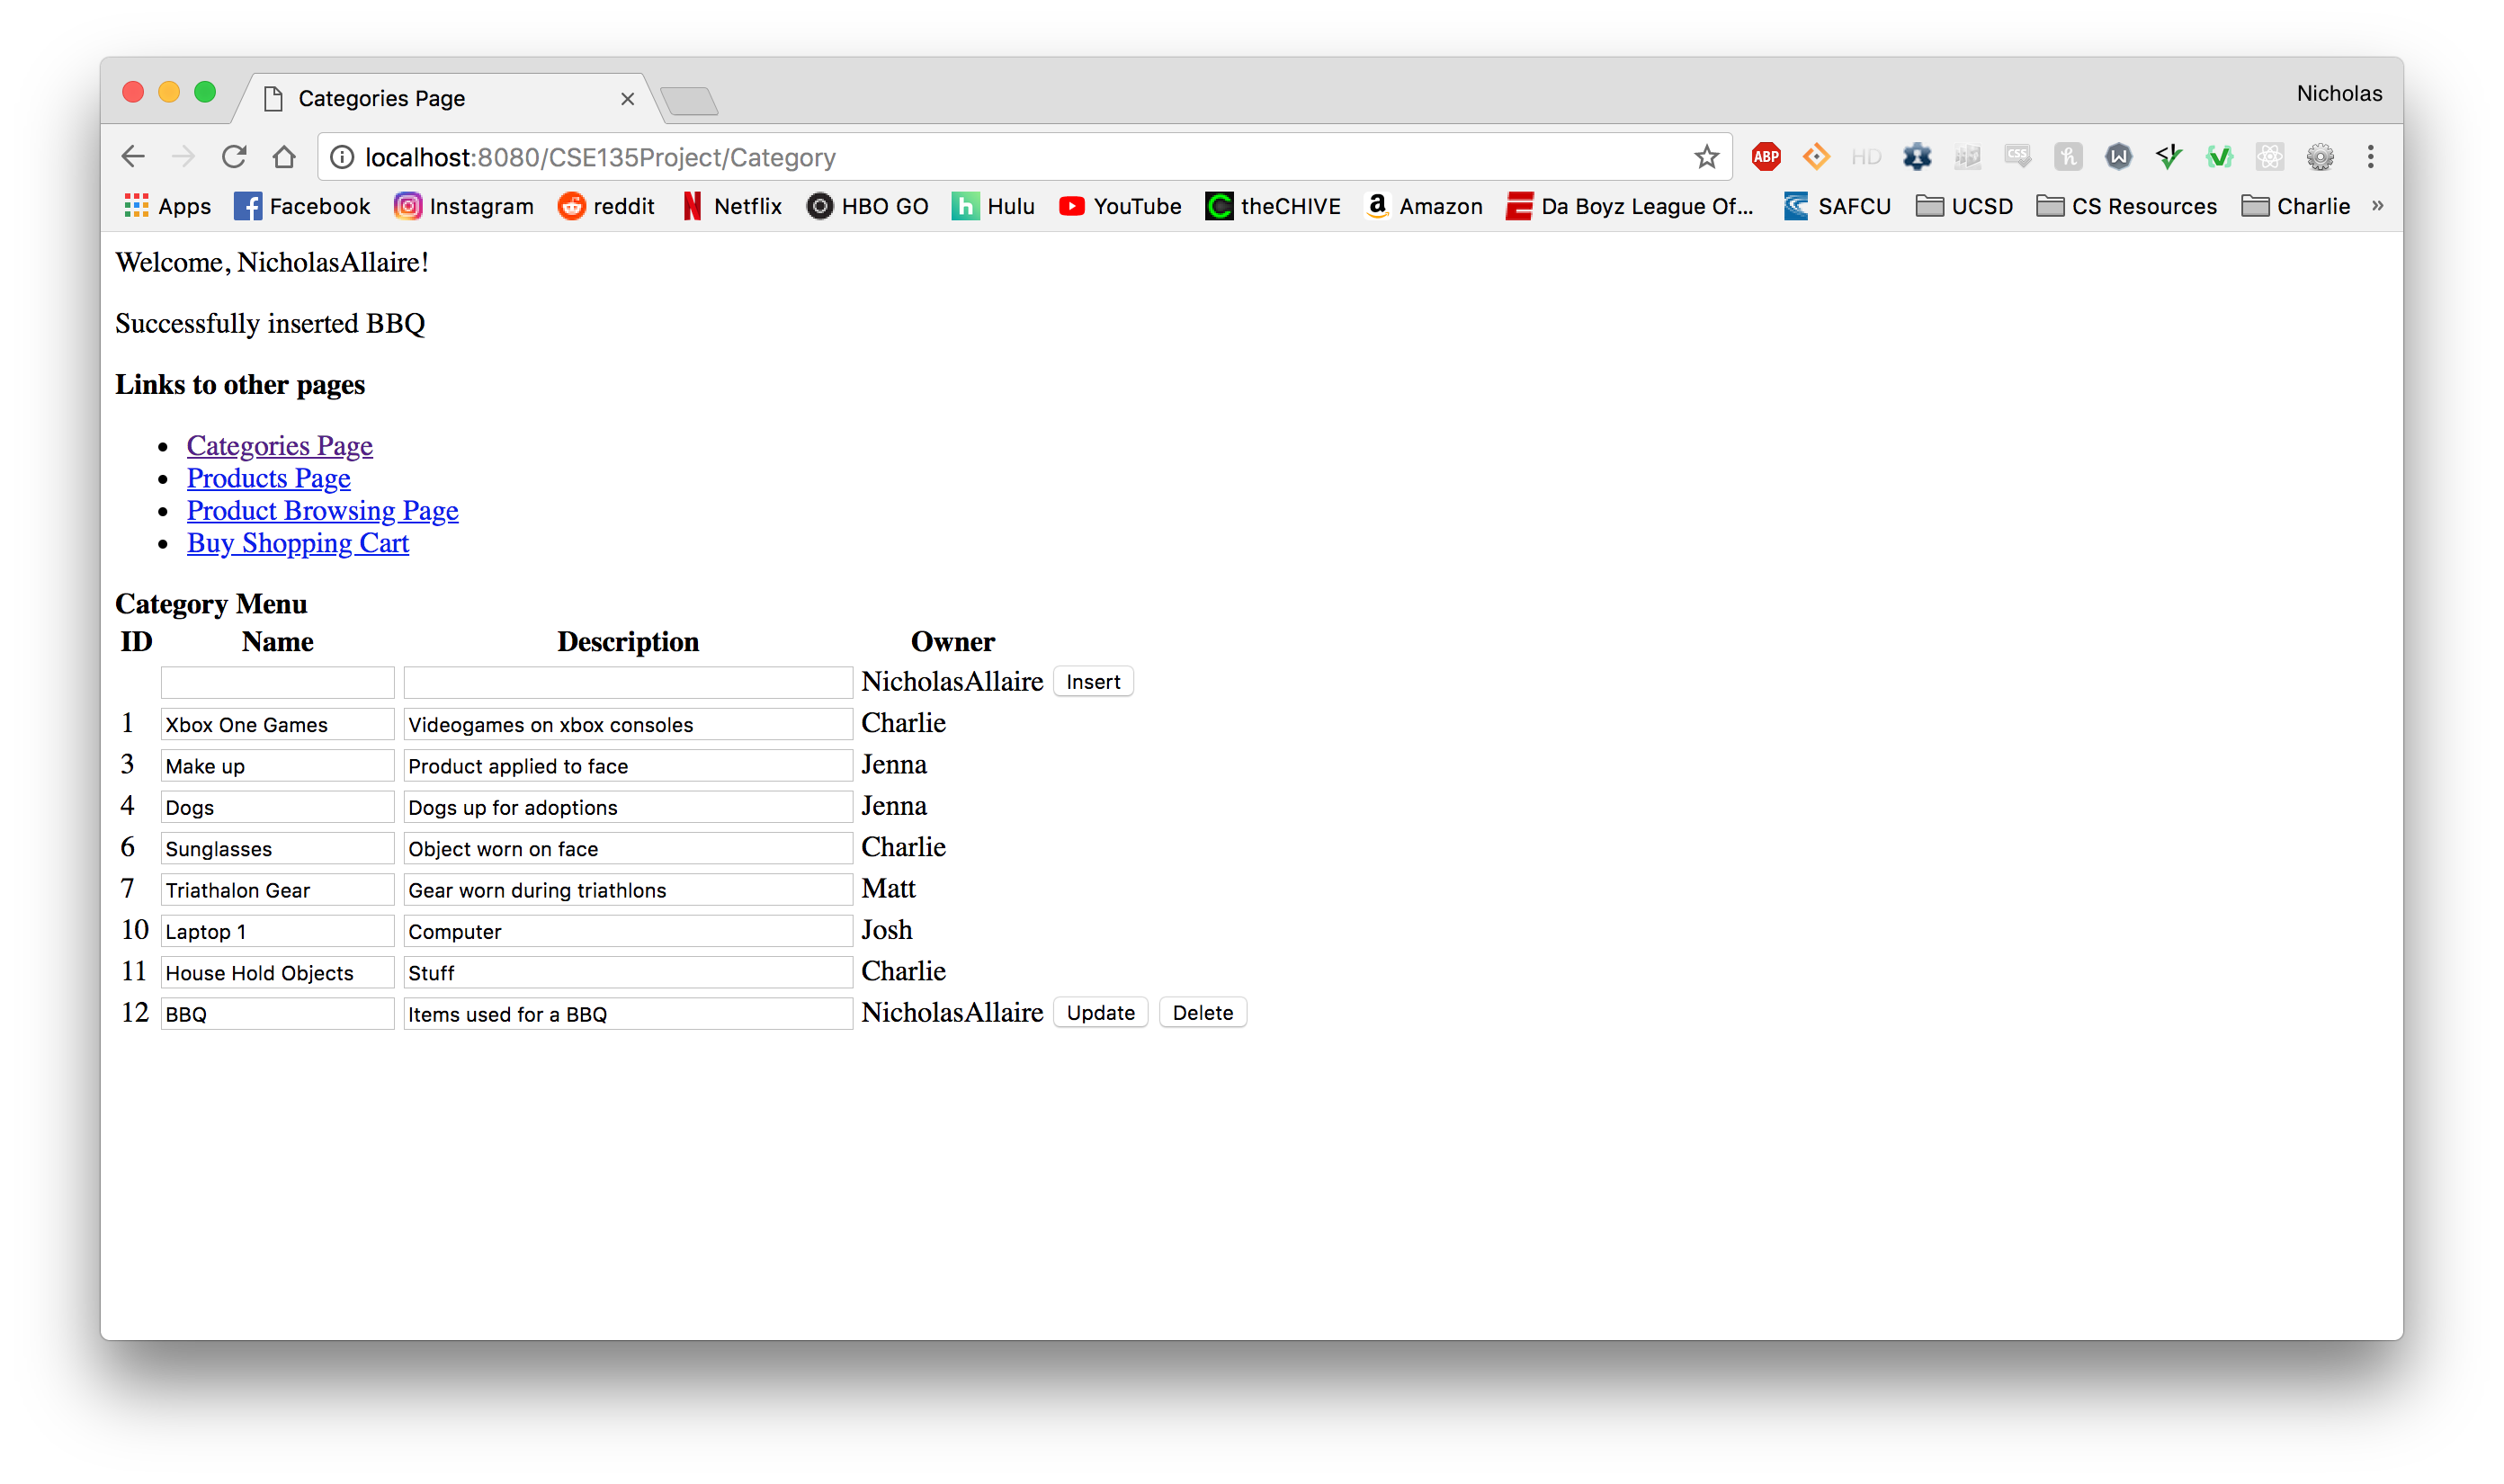 Categories Page
Nicholas
localhost:8080/CSE135Project/Category
ABP HD CSS
Apps Facebook Instagram reddit Netflix HBO GO Hulu YouTube theCHIVE Amazon Da Boyz League Of... SAFCU UCSD CS Resources Charlie »
Welcome, NicholasAllaire!
Successfully inserted BBQ
Links to other pages
• Categories Page
• Products Page
• Product Browsing Page
• Buy Shopping Cart
Category Menu
ID Name Description Owner
NicholasAllaire Insert
1 Xbox One Games Videogames on xbox consoles Charlie
3 Make up Product applied to face Jenna
4 Dogs Dogs up for adoptions Jenna
6 Sunglasses Object worn on face Charlie
7 Triathalon Gear Gear worn during triathlons Matt
10 Laptop 1 Computer Josh
11 House Hold Objects Stuff Charlie
12 BBQ Items used for a BBQ NicholasAllaire Update Delete